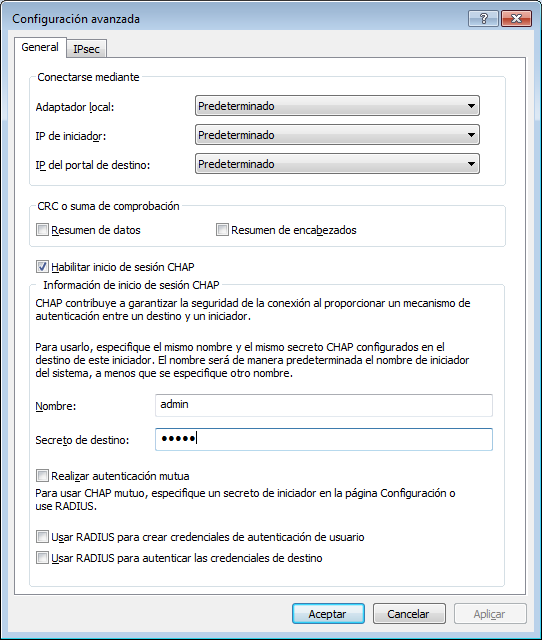 Configuración avanzada
General
IPsec
Conectarse mediante
Adaptador local:
Predeterminado
IP de iniciador:
Predeterminado
IP del portal de destino:
Predeterminado
CRC o suma de comprobación
Resumen de datos
Resumen de encabezados
Habilitar inicio de sesión CHAP
Información de inicio de sesión CHAP
CHAP contribuye a garantizar la seguridad de la conexión al proporcionar un mecanismo de
autenticación entre un destino y un iniciador.
Para usarlo, especifique el mismo nombre y el mismo secreto CHAP configurados en el
destino de este iniciador. El nombre será de manera predeterminada el nombre de iniciador
del sistema, a menos que se especifique otro nombre.
Nombre:
admin
Secreto de destino:
●●●●●
Realizar autenticación mutua
Para usar CHAP mutuo, especifique un secreto de iniciador en la página Configuración o
use RADIUS.
Usar RADIUS para crear credenciales de autenticación de usuario
Usar RADIUS para autenticar las credenciales de destino
Aceptar
Cancelar
Aplicar